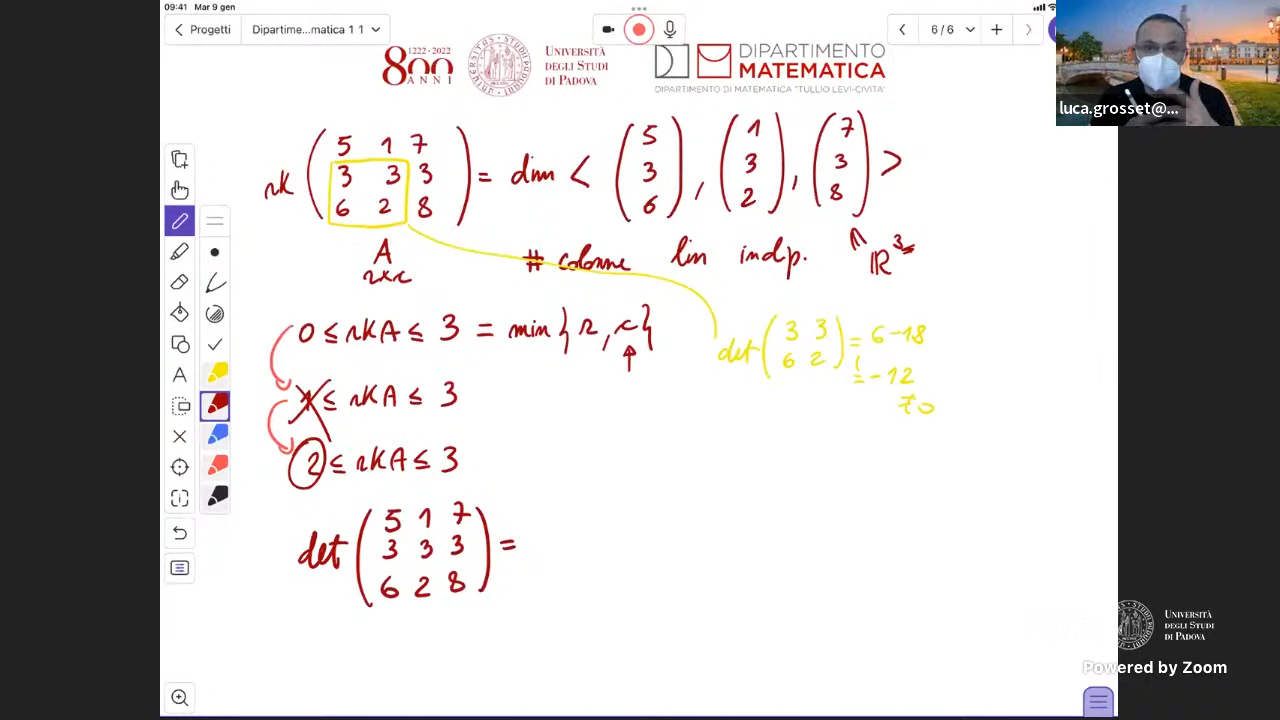 09:41 Mar 9 gen
Progetti
Dipartime...matica 1 1
6/6
800 1222·2022 ANNI
UNIVERSITÀ DEGLI STUDI DI PADOVA
DIPARTIMENTO MATEMATICA
DIPARTIMENTO DI MATEMATICA "TULLIO LEVI-CIVITA"
luca.grosset@...
rk ( 5 1 7 ; 3 3 3 ; 6 2 8 ) = dim < ( 5 3 6 ) , ( 1 3 2 ) , ( 7 3 8 ) >
A
r×c
# colonne lin indp.
∩ ℝ³
0 ≤ rkA ≤ 3 = min { r, c }
↑
det ( 3 3 ; 6 2 ) = 6-18
= -12
≠0
1 ≤ rkA ≤ 3
2 ≤ rkA ≤ 3
det ( 5 1 7 ; 3 3 3 ; 6 2 8 ) =
UNIVERSITÀ DEGLI STUDI DI PADOVA
Powered by Zoom